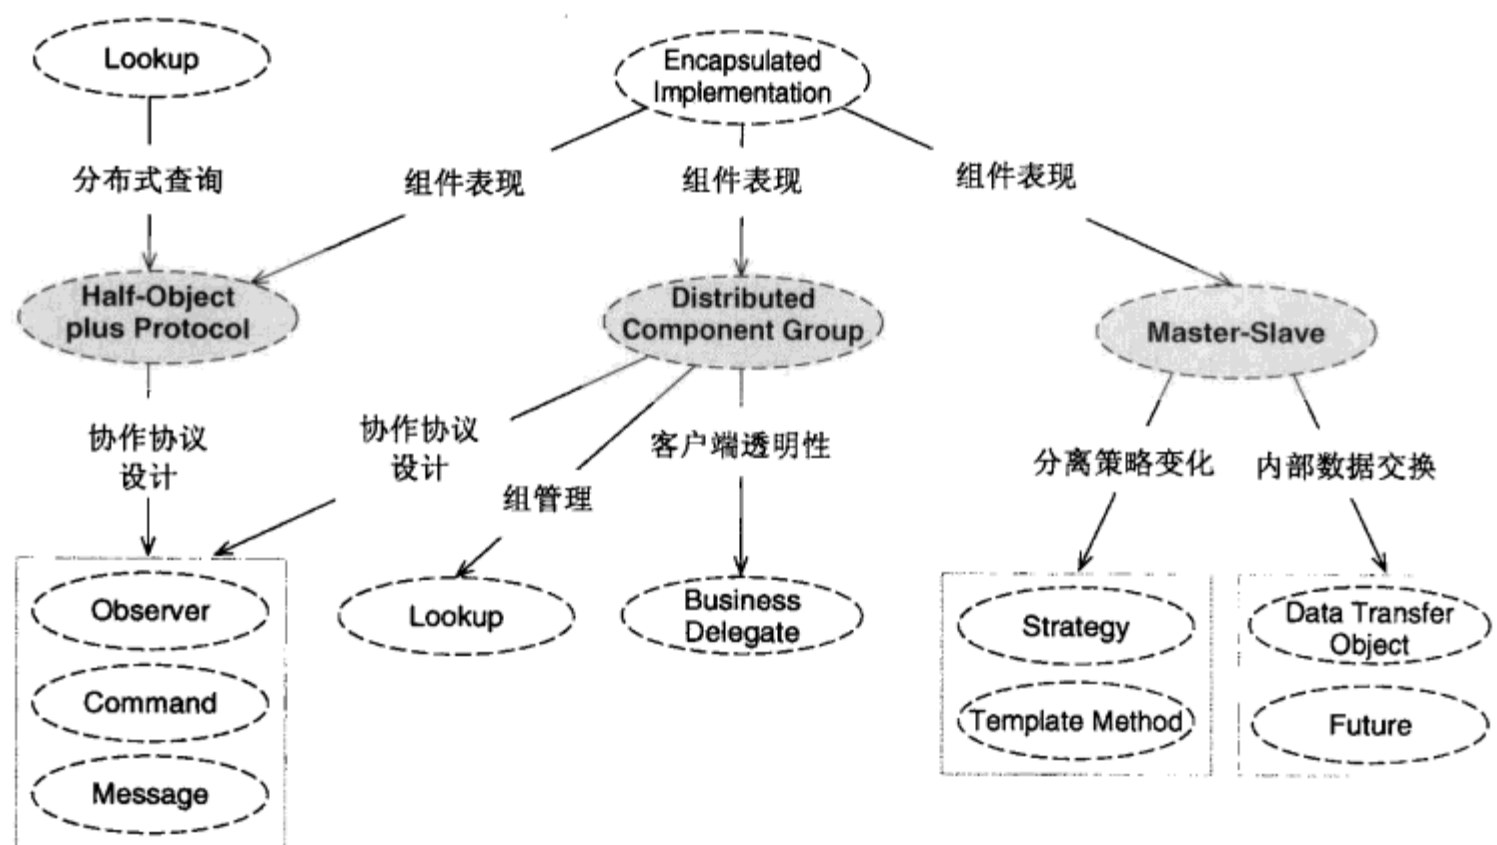 Lookup
Encapsulated
Implementation
分布式查询
组件表现
组件表现
组件表现
Half-Object
plus Protocol
Distributed
Component Group
Master-Slave
协作协议
设计
协作协议
设计
组管理
客户端透明性
分离策略变化
内部数据交换
Observer
Command
Message
Lookup
Business
Delegate
Strategy
Template Method
Data Transfer
Object
Future